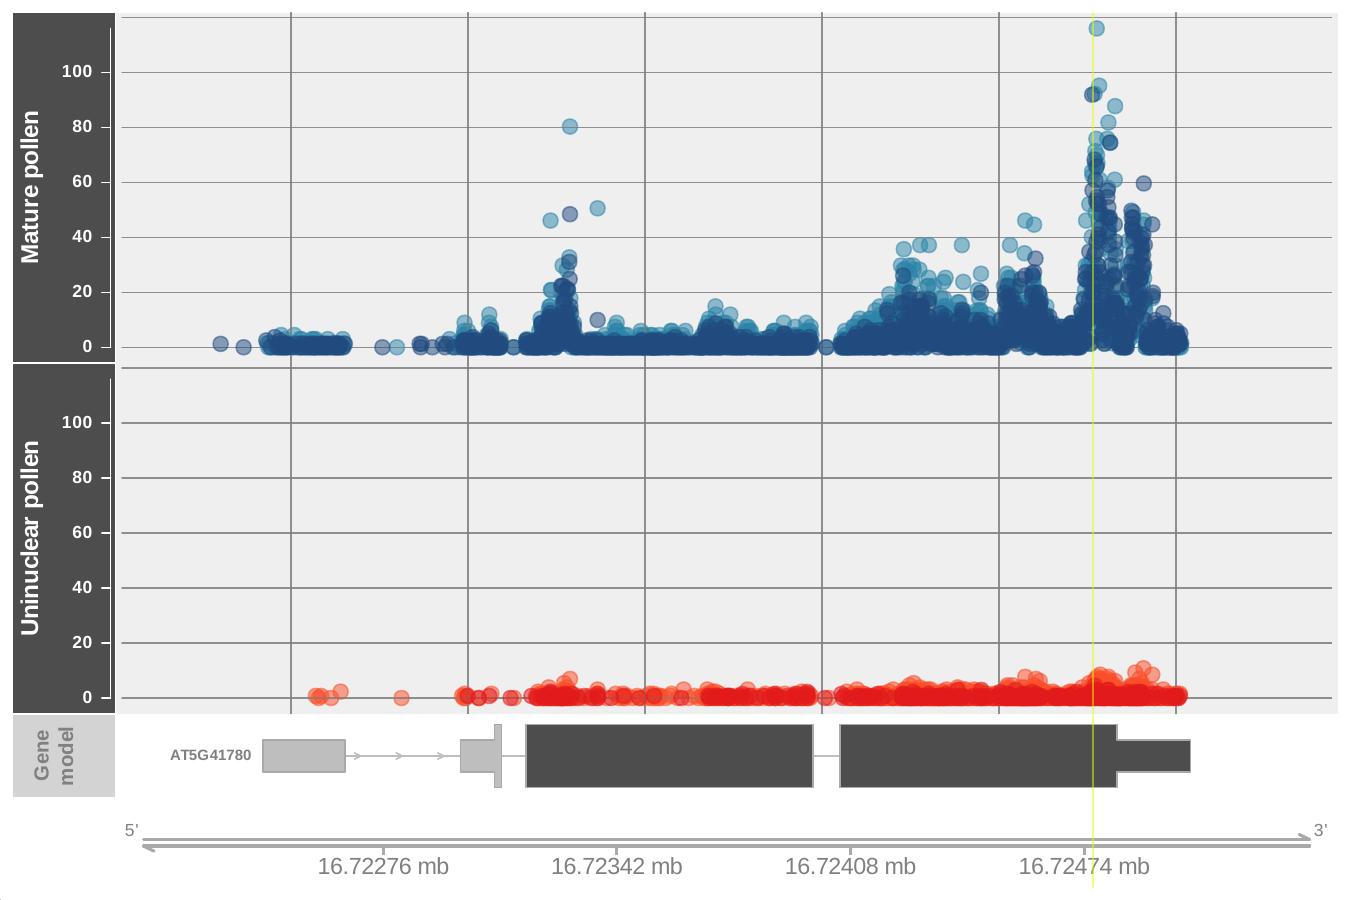 Mature pollen
100
80
60
40
20
0
Uninuclear pollen
100
80
60
40
20
0
Gene
model
AT5G41780
5'
3'
16.72276 mb
16.72342 mb
16.72408 mb
16.72474 mb